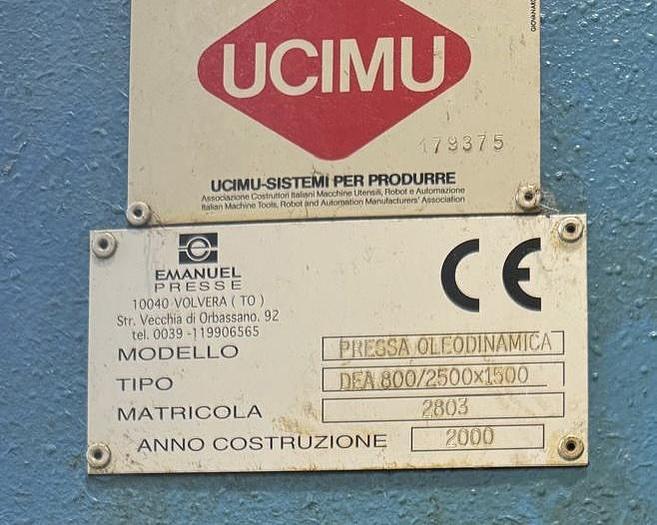 UCIMU
179375
UCIMU-SISTEMI PER PRODURRE
Associazione Costruttori Italiani Macchine Utensili, Robot e Automazione
Italian Machine Tools, Robot and Automation Manufacturers' Association
EMANUEL
PRESSE
10040 VOLVERA ( TO )
Str. Vecchia di Orbassano. 92
tel. 0039 -119906565
CE
MODELLO PRESSA OLEODINAMICA
TIPO DEA 800/2500x1500
MATRICOLA 2803
ANNO COSTRUZIONE 2000